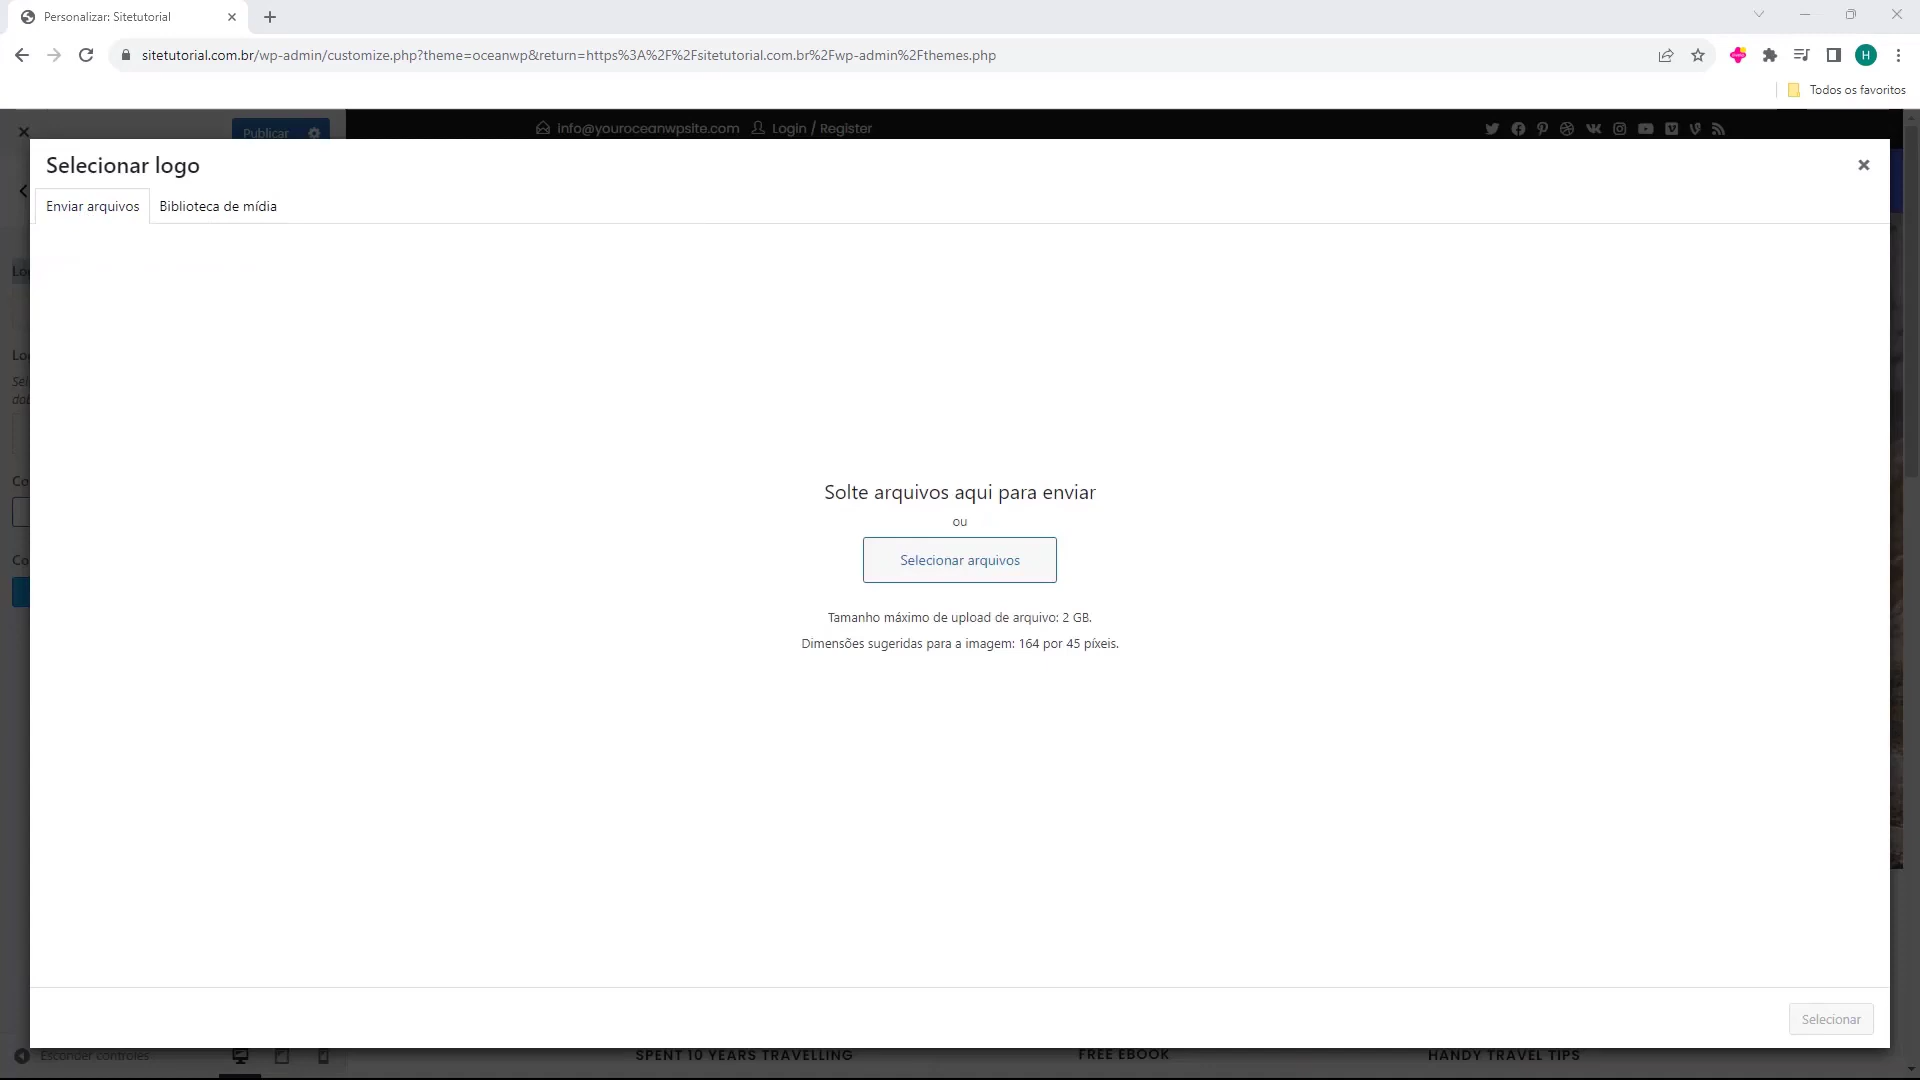 Personalizar: Sitetutorial
sitetutorial.com.br/wp-admin/customize.php?theme=oceanwp&return=https%3A%2F%2Fsitetutorial.com.br%2Fwp-admin%2Fthemes.php
H
Todos os favoritos
Publicar
info@youroceanwpsite.com Login / Register
Selecionar logo
Enviar arquivos
Biblioteca de mídia
Solte arquivos aqui para enviar
ou
Selecionar arquivos
Tamanho máximo de upload de arquivo: 2 GB.
Dimensões sugeridas para a imagem: 164 por 45 píxeis.
Selecionar
Esconder controles
SPENT 10 YEARS TRAVELLING
FREE EBOOK
HANDY TRAVEL TIPS